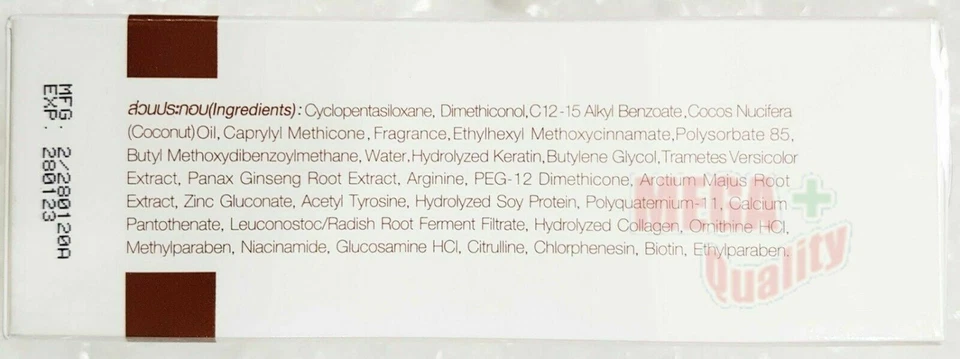 MFG: 2/280120A
EXP: 280123
ส่วนประกอบ(Ingredients) : Cyclopentasiloxane, Dimethiconol, C12-15 Alkyl Benzoate, Cocos Nucifera
(Coconut) Oil, Caprylyl Methicone, Fragrance, Ethylhexyl Methoxycinnamate, Polysorbate 85,
Butyl Methoxydibenzoylmethane, Water, Hydrolyzed Keratin, Butylene Glycol, Trametes Versicolor
Extract, Panax Ginseng Root Extract, Arginine, PEG-12 Dimethicone, Arctium Majus Root
Extract, Zinc Gluconate, Acetyl Tyrosine, Hydrolyzed Soy Protein, Polyquaternium-11, Calcium
Pantothenate, Leuconostoc/Radish Root Ferment Filtrate, Hydrolyzed Collagen, Ornithine HCl,
Methylparaben, Niacinamide, Glucosamine HCl, Citrulline, Chlorphenesin, Biotin, Ethylparaben.
MEGA +
Quality